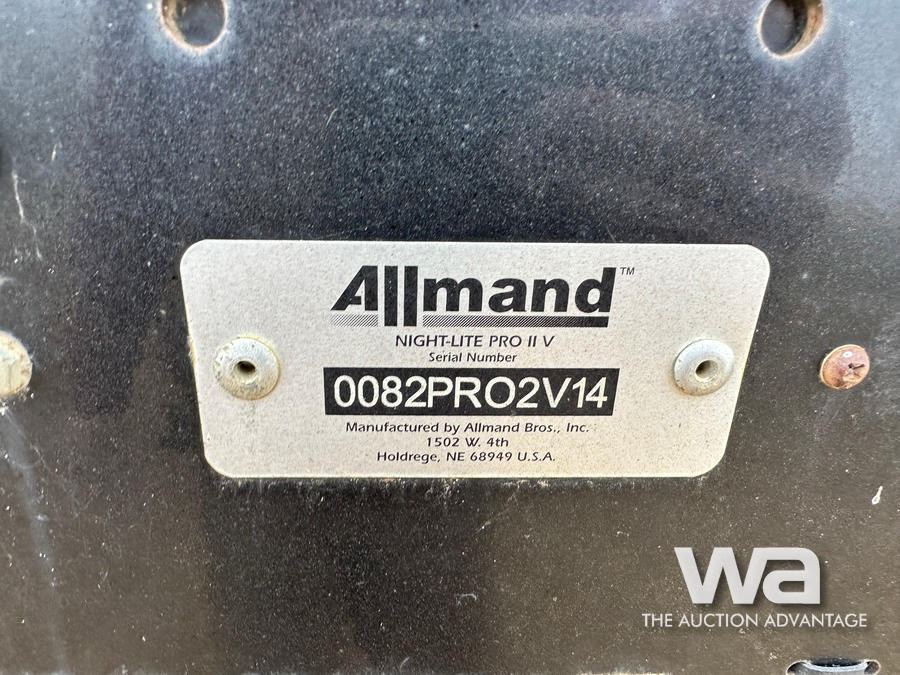 Allmand™
NIGHT-LITE PRO II V
Serial Number
0082PRO2V14
Manufactured by Allmand Bros., Inc.
1502 W. 4th
Holdrege, NE 68949 U.S.A.
wa
THE AUCTION ADVANTAGE